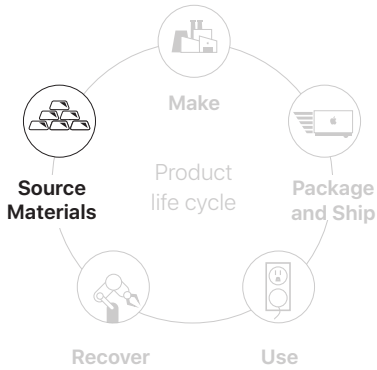 Make
Source
Materials
Product
life cycle
Package
and Ship
Recover
Use